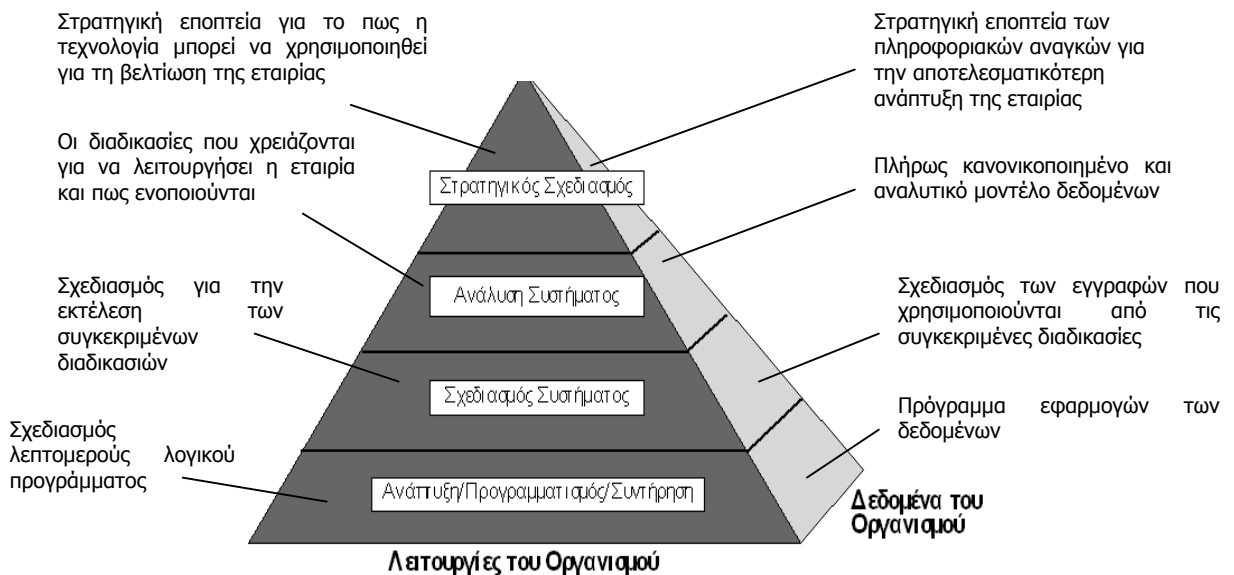 Στρατηγική εποπτεία για το πως η
τεχνολογία μπορεί να χρησιμοποιηθεί
για τη βελτίωση της εταιρίας
Στρατηγική εποπτεία των
πληροφοριακών αναγκών για
την αποτελεσματικότερη
ανάπτυξη της εταιρίας
Οι διαδικασίες που χρειάζονται
για να λειτουργήσει η εταιρία
και πως ενοποιούνται
Πλήρως κανονικοποιημένο και
αναλυτικό μοντέλο δεδομένων
Στρατηγικός Σχεδιασμός
Σχεδιασμός για την
εκτέλεση των
συγκεκριμένων
διαδικασιών
Ανάλυση Συστήματος
Σχεδιασμός των εγγραφών που
χρησιμοποιούνται από τις
συγκεκριμένες διαδικασίες
Σχεδιασμός Συστήματος
Σχεδιασμός
λεπτομερούς λογικού
προγράμματος
Πρόγραμμα εφαρμογών των
δεδομένων
Ανάπτυξη/Προγραμματισμός/Συντήρηση
Δεδομένα του
Οργανισμού
Λειτουργίες του Οργανισμού